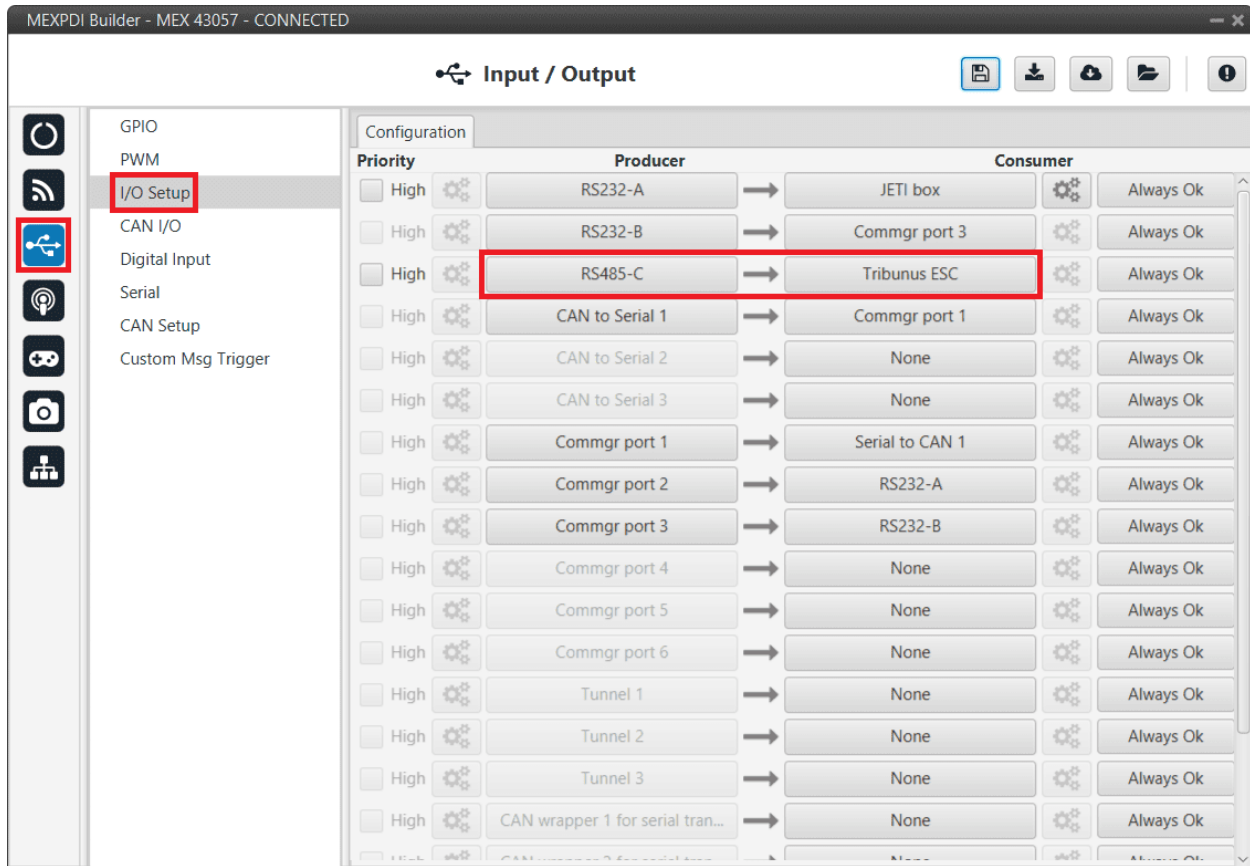 MEXPDI Builder - MEX 43057 - CONNECTED
Input / Output
GPIO
PWM
I/O Setup
CAN I/O
Digital Input
Serial
CAN Setup
Custom Msg Trigger
Configuration
Priority Producer Consumer
High RS232-A JETI box Always Ok
High RS232-B Commgr port 3 Always Ok
High RS485-C Tribunus ESC Always Ok
High CAN to Serial 1 Commgr port 1 Always Ok
High CAN to Serial 2 None Always Ok
High CAN to Serial 3 None Always Ok
High Commgr port 1 Serial to CAN 1 Always Ok
High Commgr port 2 RS232-A Always Ok
High Commgr port 3 RS232-B Always Ok
High Commgr port 4 None Always Ok
High Commgr port 5 None Always Ok
High Commgr port 6 None Always Ok
High Tunnel 1 None Always Ok
High Tunnel 2 None Always Ok
High Tunnel 3 None Always Ok
High CAN wrapper 1 for serial tran... None Always Ok